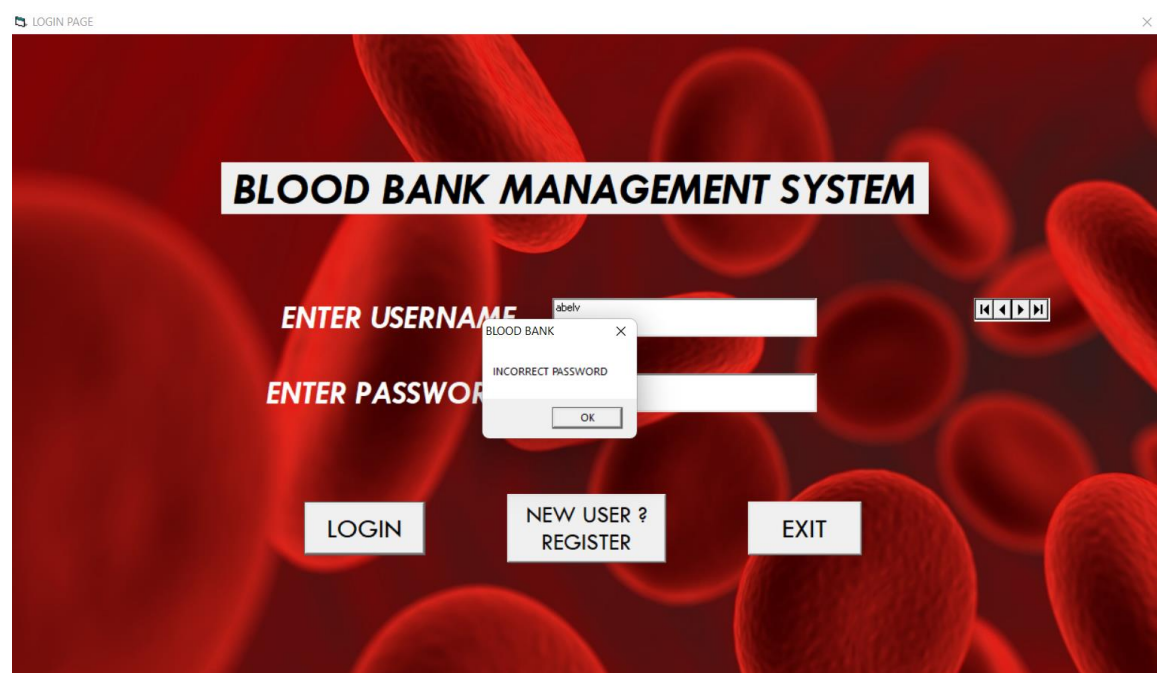 LOGIN PAGE
BLOOD BANK MANAGEMENT SYSTEM
ENTER USERNAME
abelv
BLOOD BANK
INCORRECT PASSWORD
OK
ENTER PASSWOR
LOGIN
NEW USER ?
REGISTER
EXIT